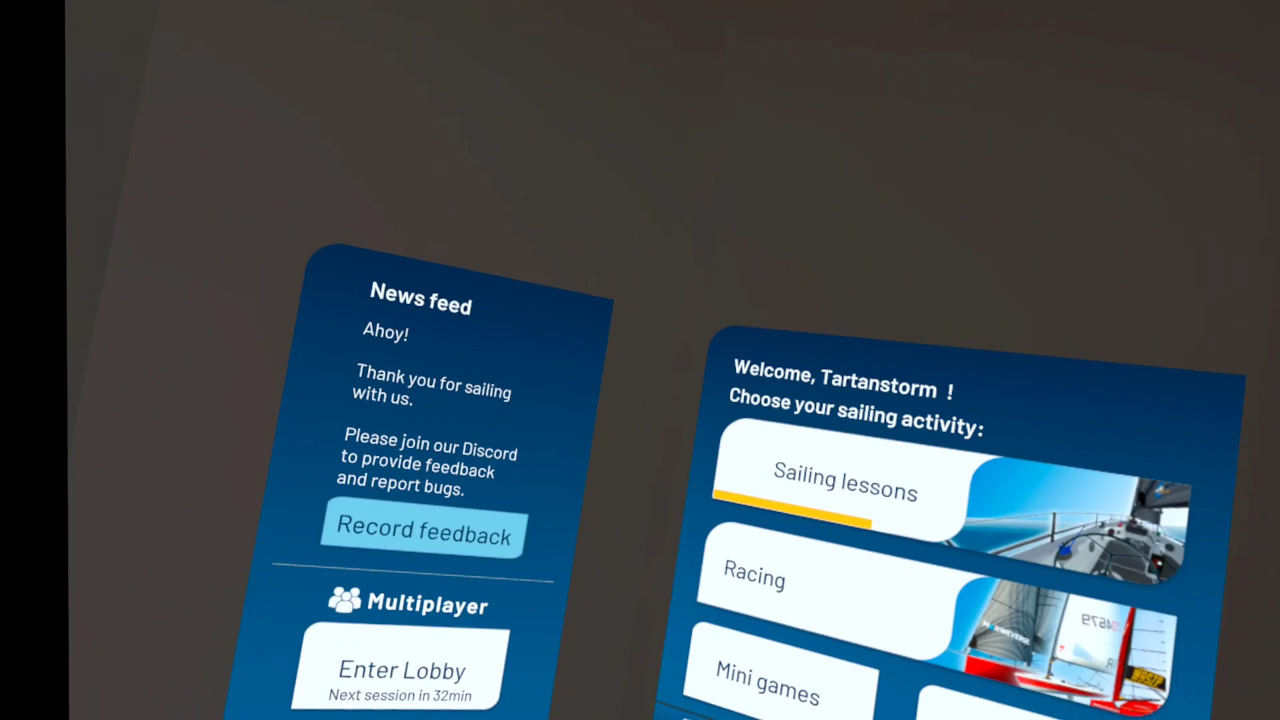 News feed
Ahoy!
Thank you for sailing
with us.
Please join our Discord
to provide feedback
and report bugs.
Record feedback
Multiplayer
Enter Lobby
Next session in 32min
Welcome, Tartanstorm !
Choose your sailing activity:
Sailing lessons
Racing
Mini games